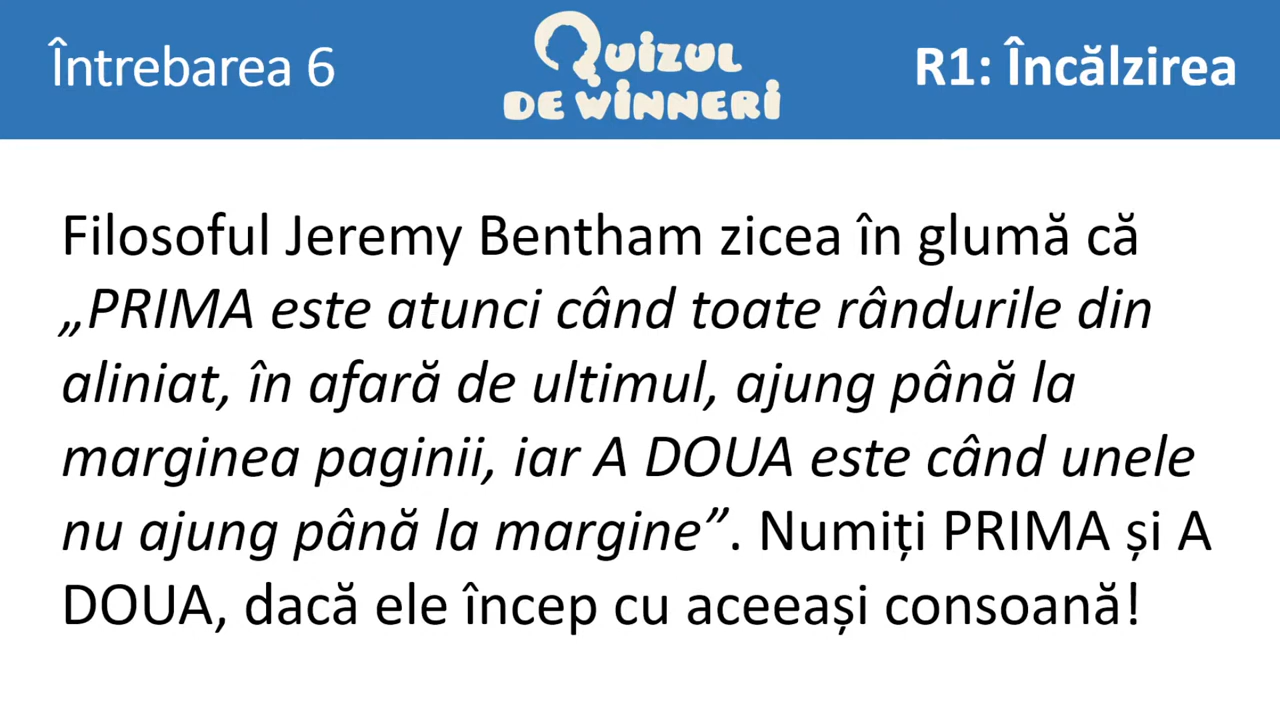 Întrebarea 6
QUIZUL
DE WINNERI
R1: Încălzirea
Filosoful Jeremy Bentham zicea în glumă că
„PRIMA este atunci când toate rândurile din
aliniat, în afară de ultimul, ajung până la
marginea paginii, iar A DOUA este când unele
nu ajung până la margine”. Numiți PRIMA și A
DOUA, dacă ele încep cu aceeași consoană!